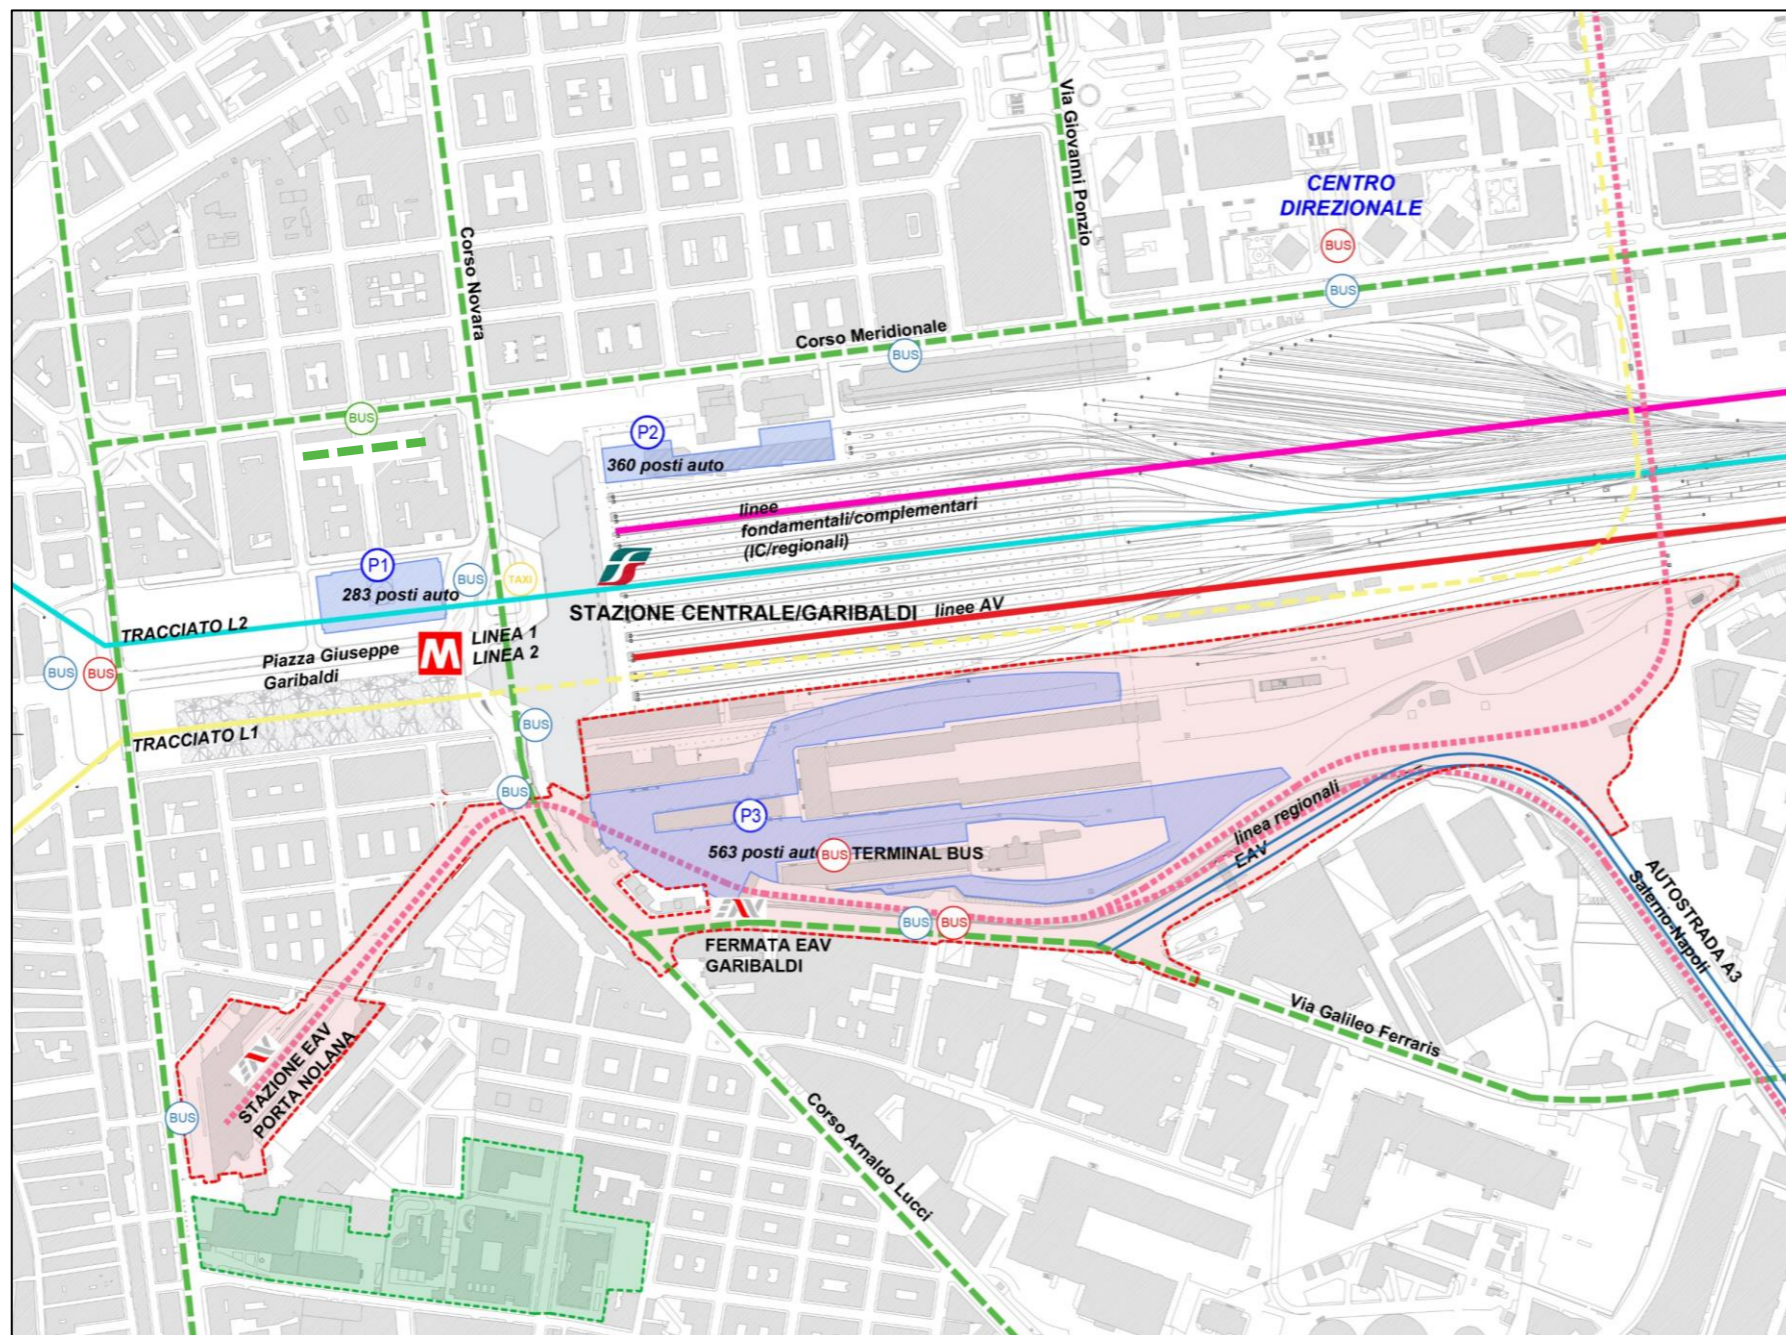 Via Giovanni Ponzio
CENTRO
DIREZIONALE
BUS
BUS
Corso Novara
Corso Meridionale
BUS
BUS
P2
360 posti auto
linee
fondamentali/complementari
(IC/regionali)
P1
283 posti auto
BUS
TAXI
STAZIONE CENTRALE/GARIBALDI
linee AV
TRACCIATO L2
M
LINEA 1
LINEA 2
Piazza Giuseppe
Garibaldi
BUS
BUS
TRACCIATO L1
BUS
BUS
P3
563 posti auto
BUS
TERMINAL BUS
linea regionali
EAV
AUTOSTRADA A3
Salerno-Napoli
EAV
BUS
BUS
FERMATA EAV
GARIBALDI
Via Galileo Ferraris
EAV
STAZIONE EAV
PORTA NOLANA
BUS
Corso Arnaldo Lucci